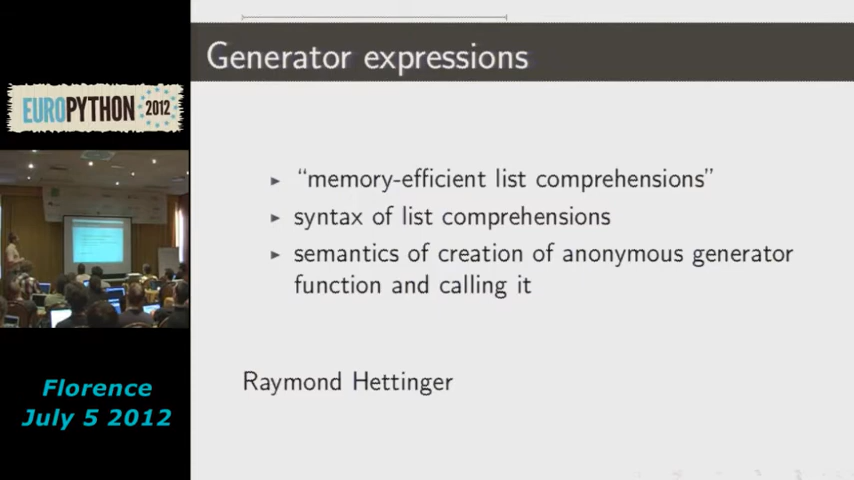 Generator expressions
EUROPYTHON 2012
"memory-efficient list comprehensions"
syntax of list comprehensions
semantics of creation of anonymous generator
function and calling it
Raymond Hettinger
Florence
July 5 2012